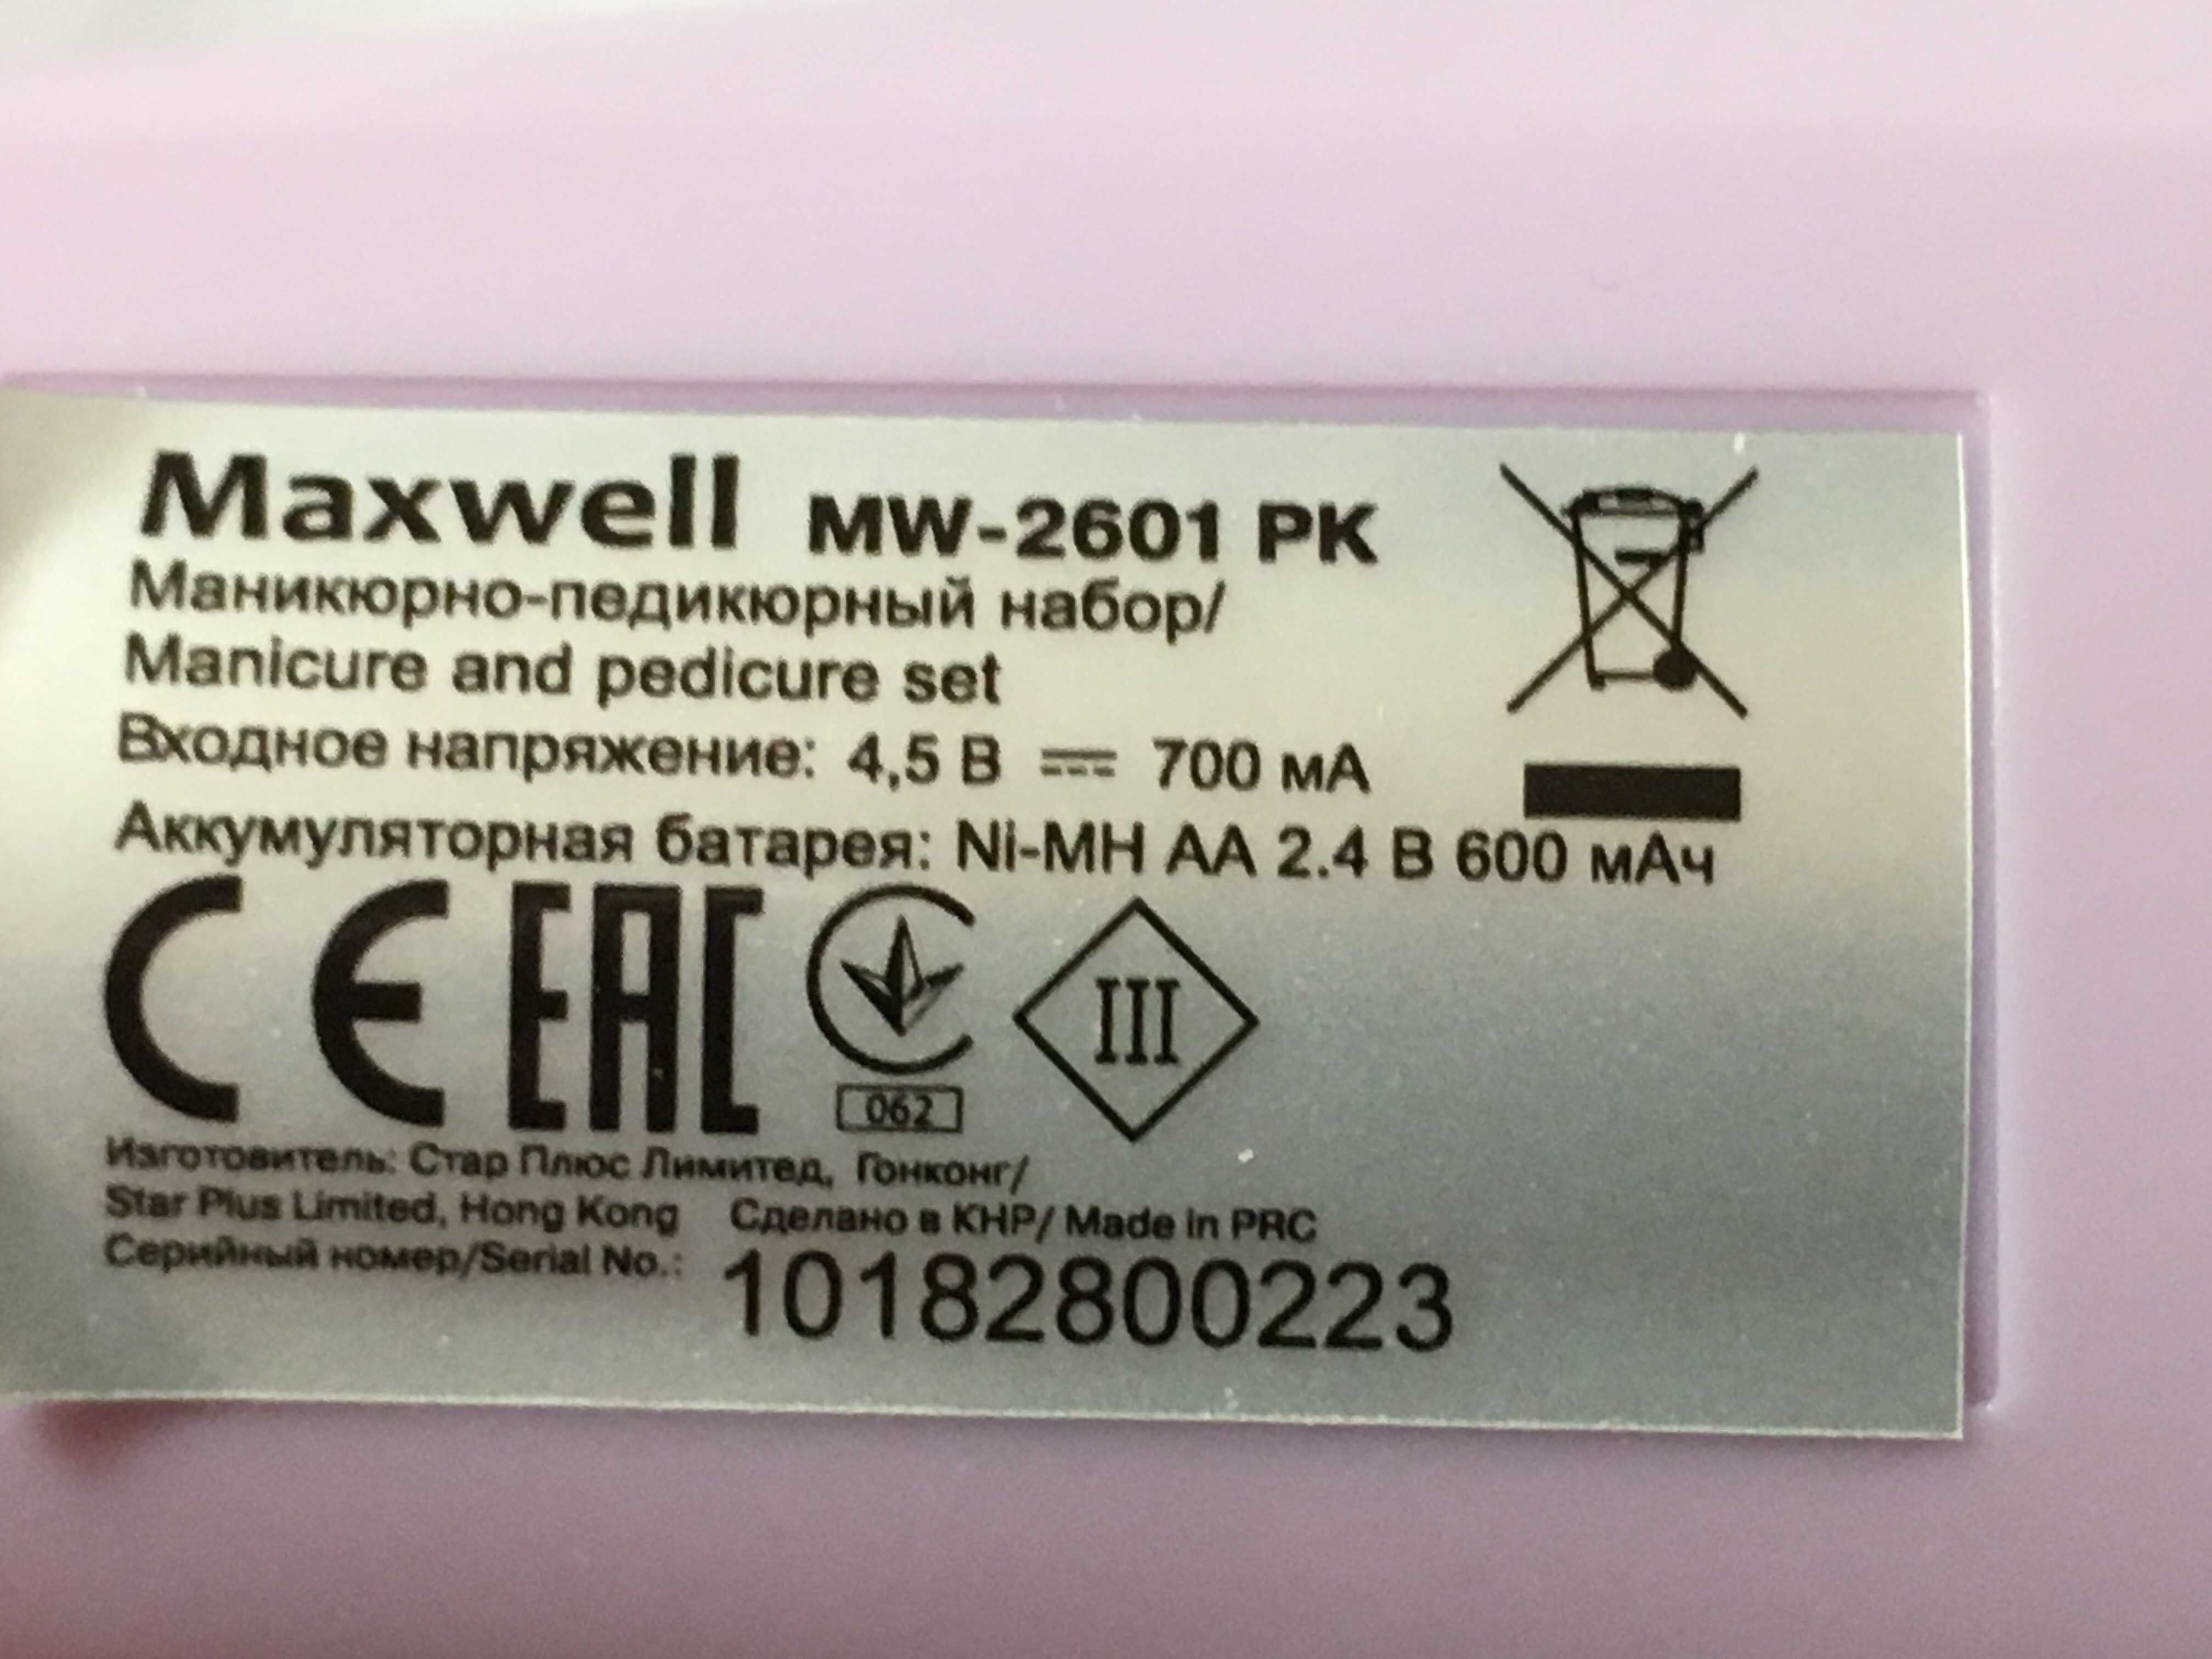 Maxwell MW-2601 PK
Маникюрно-педикюрный набор/
Manicure and pedicure set
Входное напряжение: 4,5 В ⎓ 700 мА
Аккумуляторная батарея: Ni-MH AA 2.4 В 600 мАч
CE EAC
062
III
Изготовитель: Стар Плюс Лимитед, Гонконг/
Star Plus Limited, Hong Kong Сделано в КНР/ Made in PRC
Серийный номер/Serial No.: 10182800223